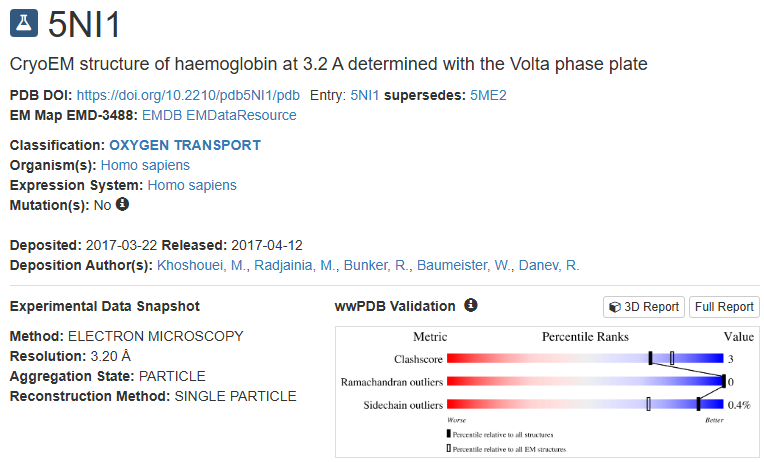 5NI1
CryoEM structure of haemoglobin at 3.2 A determined with the Volta phase plate
PDB DOI: https://doi.org/10.2210/pdb5NI1/pdb Entry: 5NI1 supersedes: 5ME2
EM Map EMD-3488: EMDB EMDataResource
Classification: OXYGEN TRANSPORT
Organism(s): Homo sapiens
Expression System: Homo sapiens
Mutation(s): No
Deposited: 2017-03-22 Released: 2017-04-12
Deposition Author(s): Khoshouei, M., Radjainia, M., Bunker, R., Baumeister, W., Danev, R.
Experimental Data Snapshot
Method: ELECTRON MICROSCOPY
Resolution: 3.20 Å
Aggregation State: PARTICLE
Reconstruction Method: SINGLE PARTICLE
wwPDB Validation
3D Report
Full Report
Metric Percentile Ranks Value
Clashscore 3
Ramachandran outliers 0
Sidechain outliers 0.4%
Worse Better
Percentile relative to all structures
Percentile relative to all EM structures